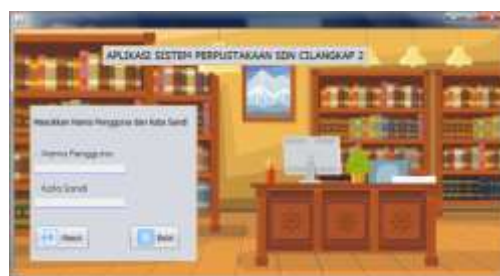 APLIKASI SISTEM PERPUSTAKAAN SDN CILANGKAP 2
Masukkan Nama Pengguna dan Kata Sandi
Nama Pengguna
Kata Sandi
Masuk
Batal